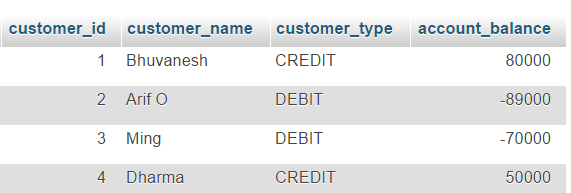 customer_id customer_name customer_type account_balance
1 Bhuvanesh CREDIT 80000
2 Arif O DEBIT -89000
3 Ming DEBIT -70000
4 Dharma CREDIT 50000